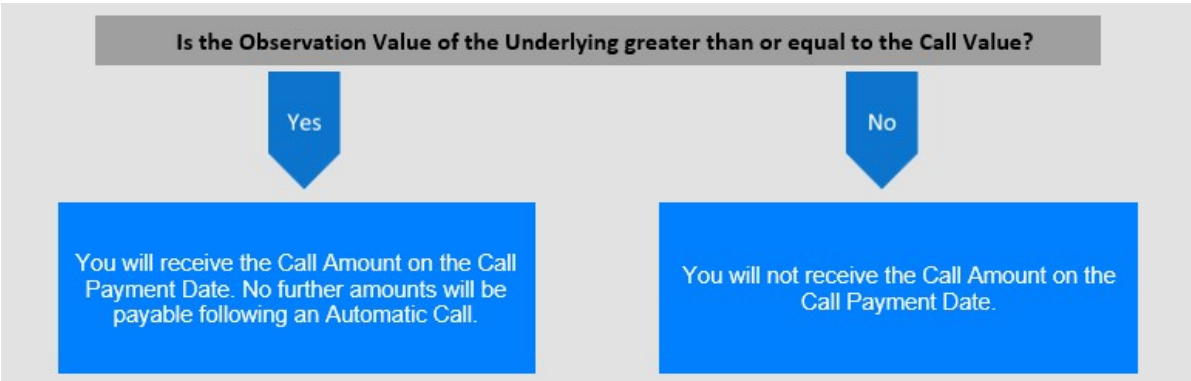 Is the Observation Value of the Underlying greater than or equal to the Call Value?
Yes
No
You will receive the Call Amount on the Call
Payment Date. No further amounts will be
payable following an Automatic Call.
You will not receive the Call Amount on the
Call Payment Date.